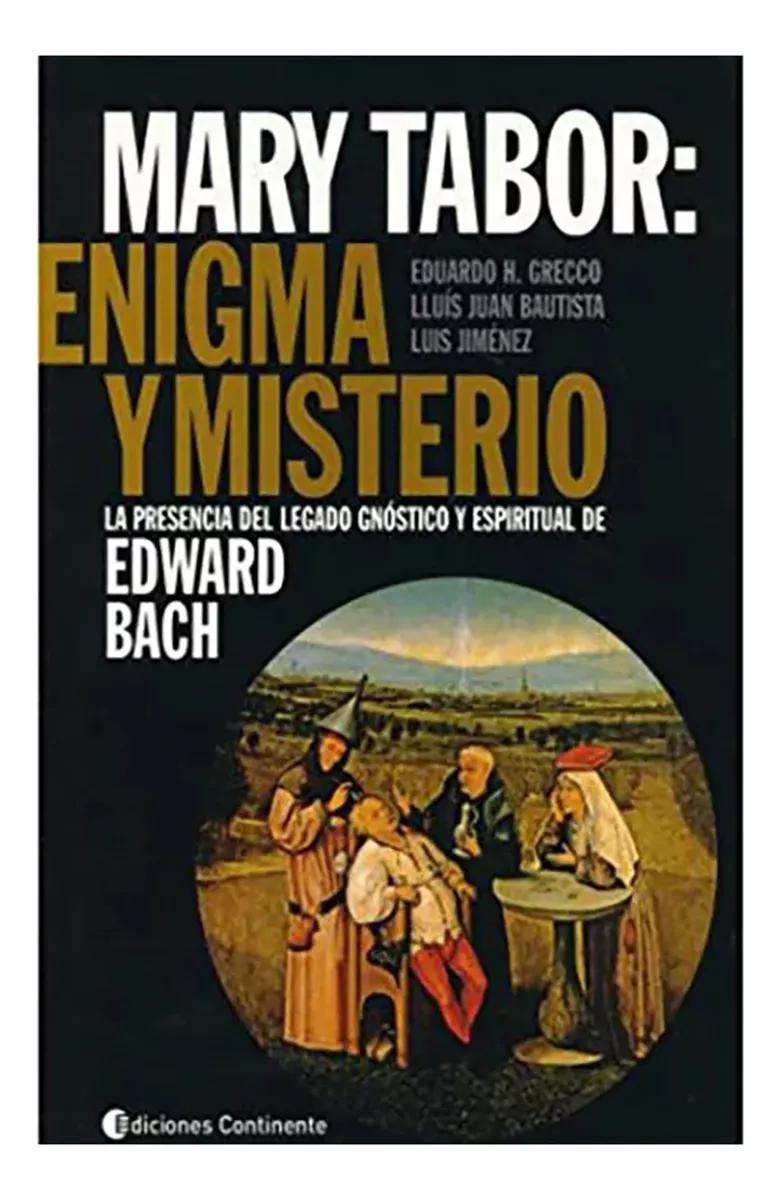 MARY TABOR:
ENIGMA
EDUARDO H. GRECCO
LLUÍS JUAN BAUTISTA
LUIS JIMÉNEZ
Y MISTERIO
LA PRESENCIA DEL LEGADO GNÓSTICO Y ESPIRITUAL DE
EDWARD
BACH
Ediciones Continente